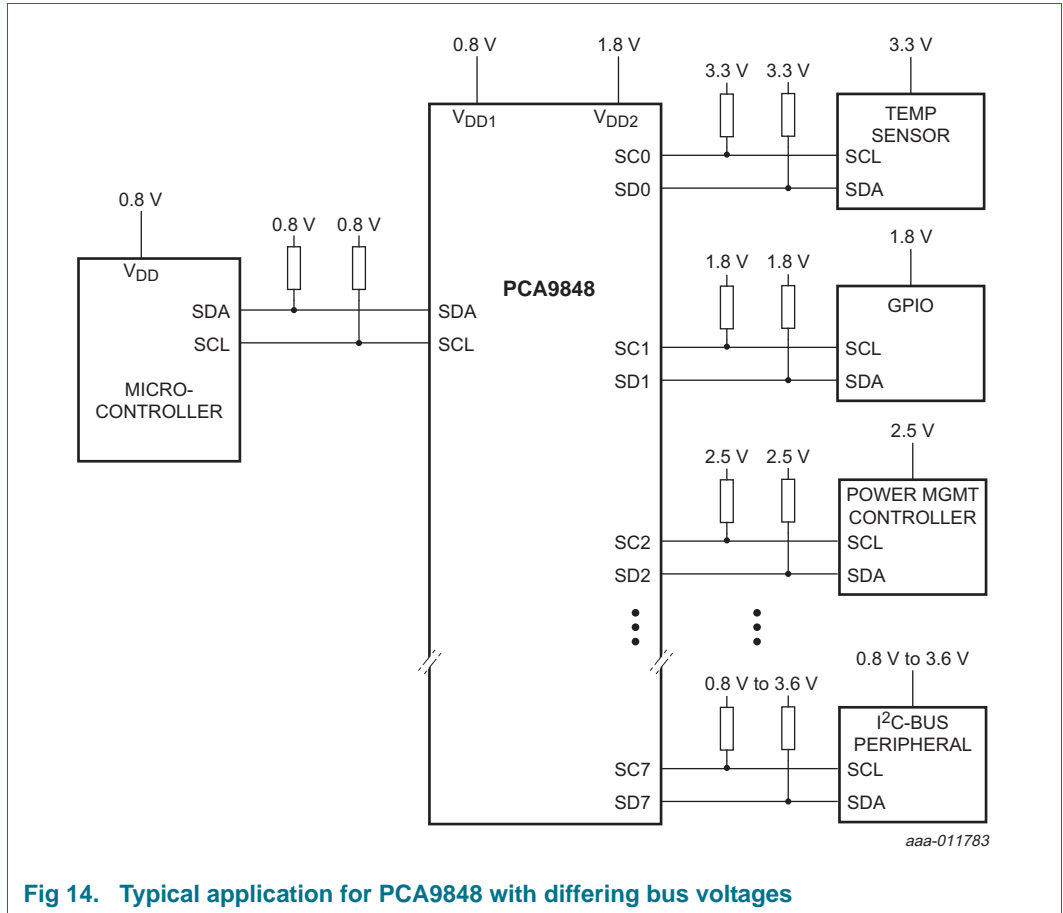 0.8 V 1.8 V 3.3 V
3.3 V 3.3 V
V_DD1 V_DD2
TEMP
SENSOR
SC0 SCL
SD0 SDA
0.8 V
0.8 V 0.8 V
1.8 V
1.8 V 1.8 V
V_DD
PCA9848
GPIO
SDA SDA
SCL SCL
SC1 SCL
SD1 SDA
MICRO-
CONTROLLER
2.5 V
2.5 V 2.5 V
POWER MGMT
CONTROLLER
SC2 SCL
SD2 SDA
0.8 V to 3.6 V
0.8 V to 3.6 V
I²C-BUS
PERIPHERAL
SC7 SCL
SD7 SDA
aaa-011783
Fig 14. Typical application for PCA9848 with differing bus voltages